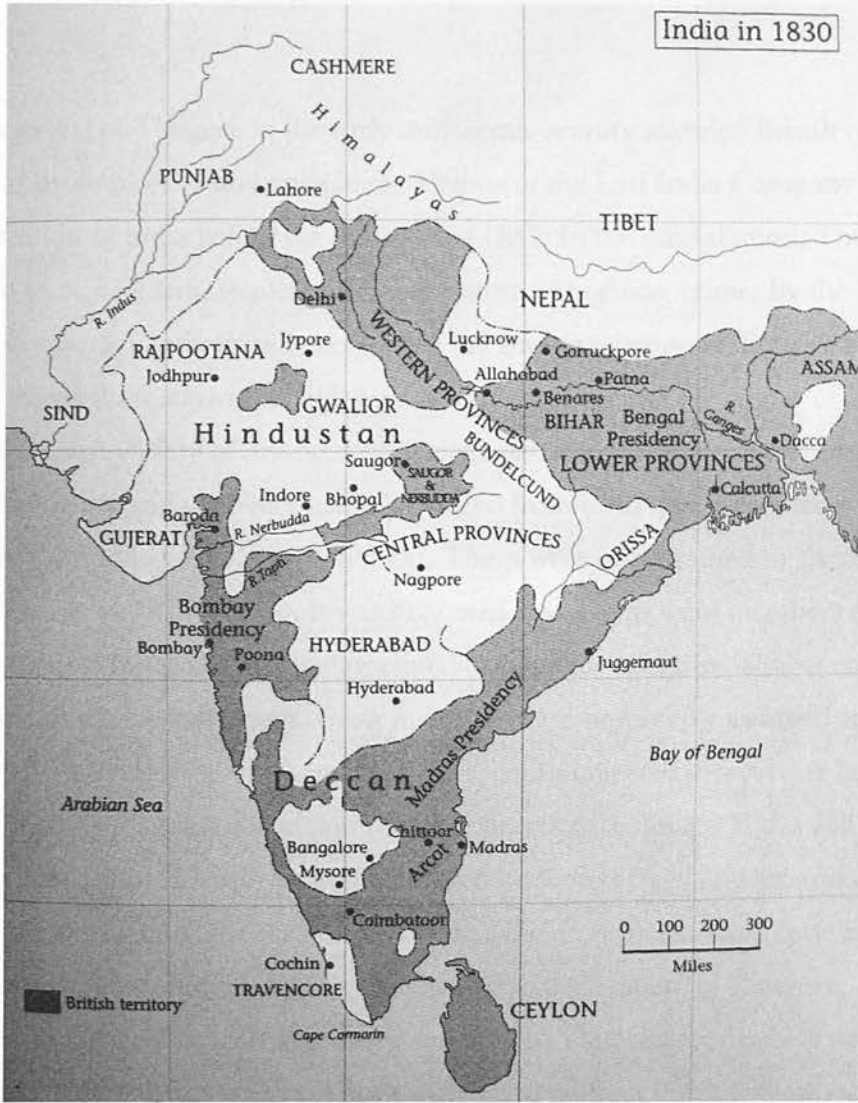 India in 1830
CASHMERE
Himalayas
PUNJAB
Lahore
TIBET
R. Indus
Delhi
NEPAL
WESTERN PROVINCES
RAJPOOTANA
Jypore
Jodhpur
Lucknow
Gorruckpore
Allahabad
Patna
ASSAM
SIND
GWALIOR
Benares
BIHAR
Bengal
Presidency
R.
Ganges
Dacca
Hindustan
BUNDELCUND
LOWER PROVINCES
Saugor
SAUGOR
&
NERBUDDA
Calcutta
Indore
Bhopal
Baroda
R. Nerbudda
GUJERAT
CENTRAL PROVINCES
ORISSA
R. Tapti
Nagpore
Bombay
Presidency
Bombay
Poona
HYDERABAD
Juggernaut
Hyderabad
Madras Presidency
Bay of Bengal
Deccan
Arabian Sea
Chittoor
Bangalore
Arcot
Madras
Mysore
Coimbatoor
0 100 200 300
Miles
Cochin
TRAVENCORE
British territory
CEYLON
Cape Cormorin